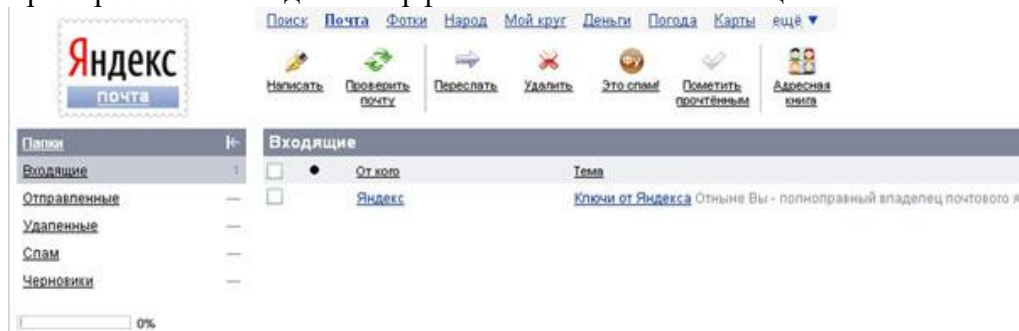 Поиск Почта Фотки Народ Мой круг Деньги Погода Карты ещё ▼
Яндекс
почта
Написать Проверить почту Переслать Удалить Это спам! Пометить прочтённым Адресная книга
Папки
Входящие
Входящие 1
От кого Тема
Отправленные —
Яндекс Ключи от Яндекса Отныне Вы - полноправный владелец почтового я
Удаленные —
Спам —
Черновики —
0%